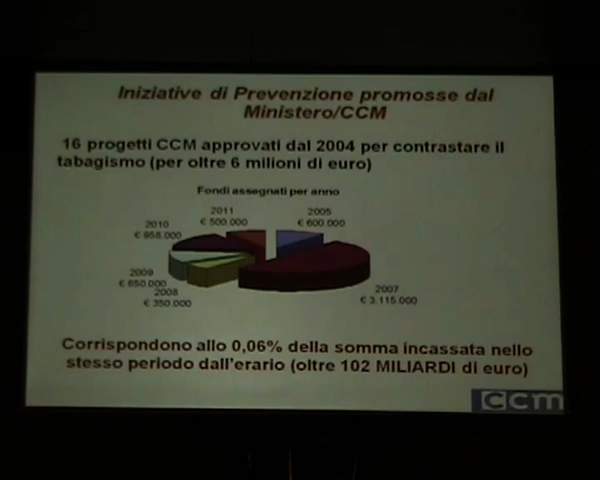 Iniziative di Prevenzione promosse dal
Ministero/CCM
16 progetti CCM approvati dal 2004 per contrastare il
tabagismo (per oltre 6 milioni di euro)
Fondi assegnati per anno
2011
€ 500.000
2005
€ 600.000
2010
€ 958.000
2009
€ 650.000
2008
€ 350.000
2007
€ 3.115.000
Corrispondono allo 0,06% della somma incassata nello
stesso periodo dall'erario (oltre 102 MILIARDI di euro)
ccm